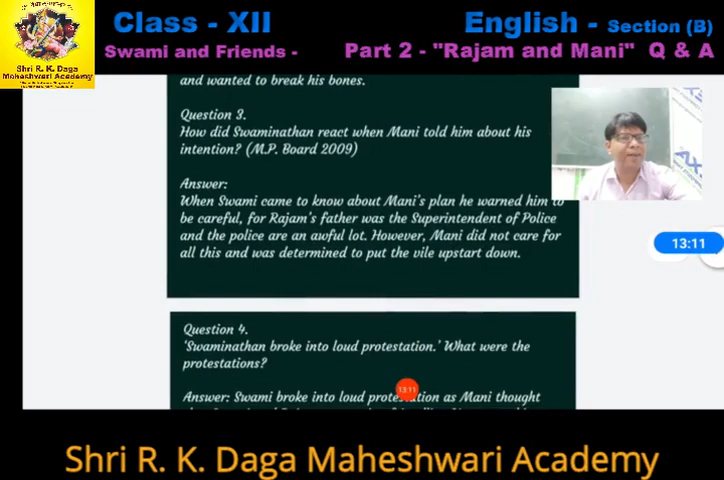 Class - XII
English - Section (B)
Swami and Friends -
Part 2 - "Rajam and Mani" Q & A
Shri R. K. Daga
Maheshwari Academy
and wanted to break his bones.
Question 3.
How did Swaminathan react when Mani told him about his
intention? (M.P. Board 2009)
Answer:
When Swami came to know about Mani's plan he warned him to
be careful, for Rajam's father was the Superintendent of Police
and the police are an awful lot. However, Mani did not care for
all this and was determined to put the vile upstart down.
13:11
Question 4.
'Swaminathan broke into loud protestation.' What were the
protestations?
13:11
Answer: Swami broke into loud protestation as Mani thought
Shri R. K. Daga Maheshwari Academy